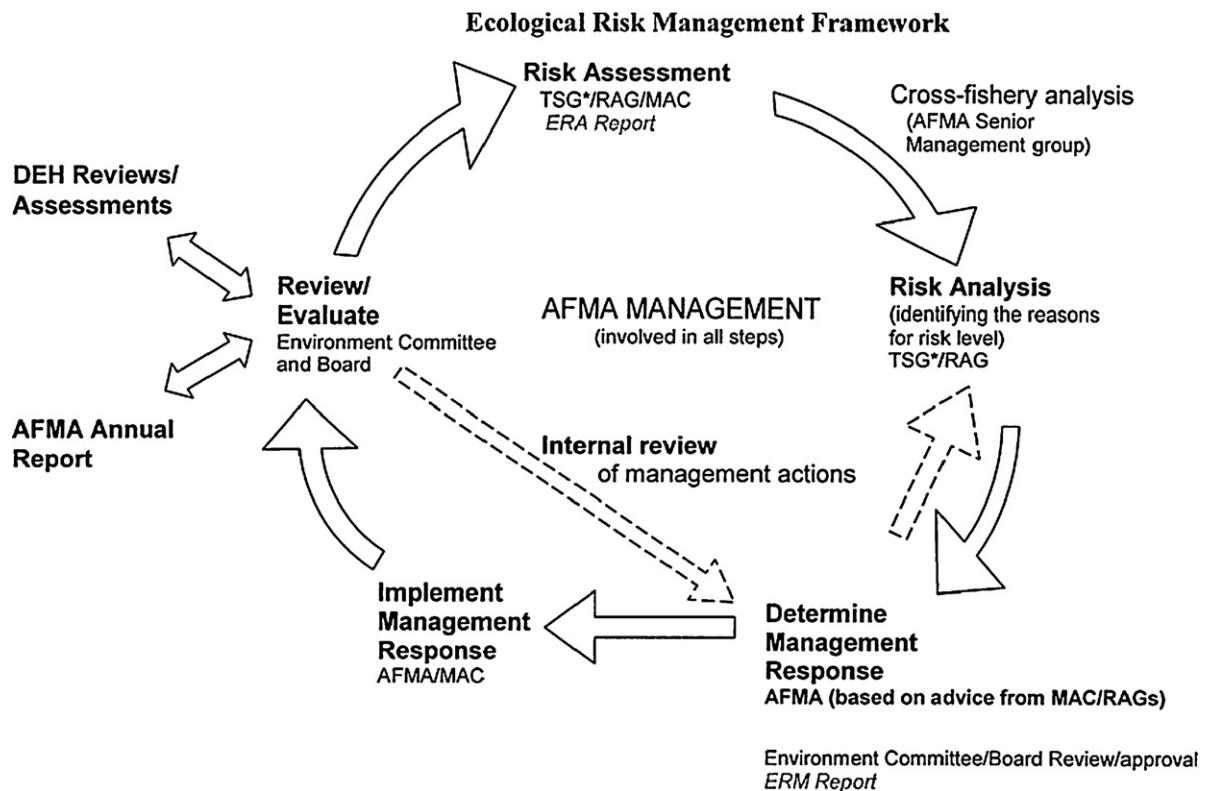 Ecological Risk Management Framework
Risk Assessment
TSG*/RAG/MAC
ERA Report
Cross-fishery analysis
(AFMA Senior
Management group)
DEH Reviews/
Assessments
Review/
Evaluate
Environment Committee
and Board
AFMA MANAGEMENT
(involved in all steps)
Risk Analysis
(identifying the reasons
for risk level)
TSG*/RAG
AFMA Annual
Report
Internal review
of management actions
Implement
Management
Response
AFMA/MAC
Determine
Management
Response
AFMA (based on advice from MAC/RAGs)
Environment Committee/Board Review/approval
ERM Report